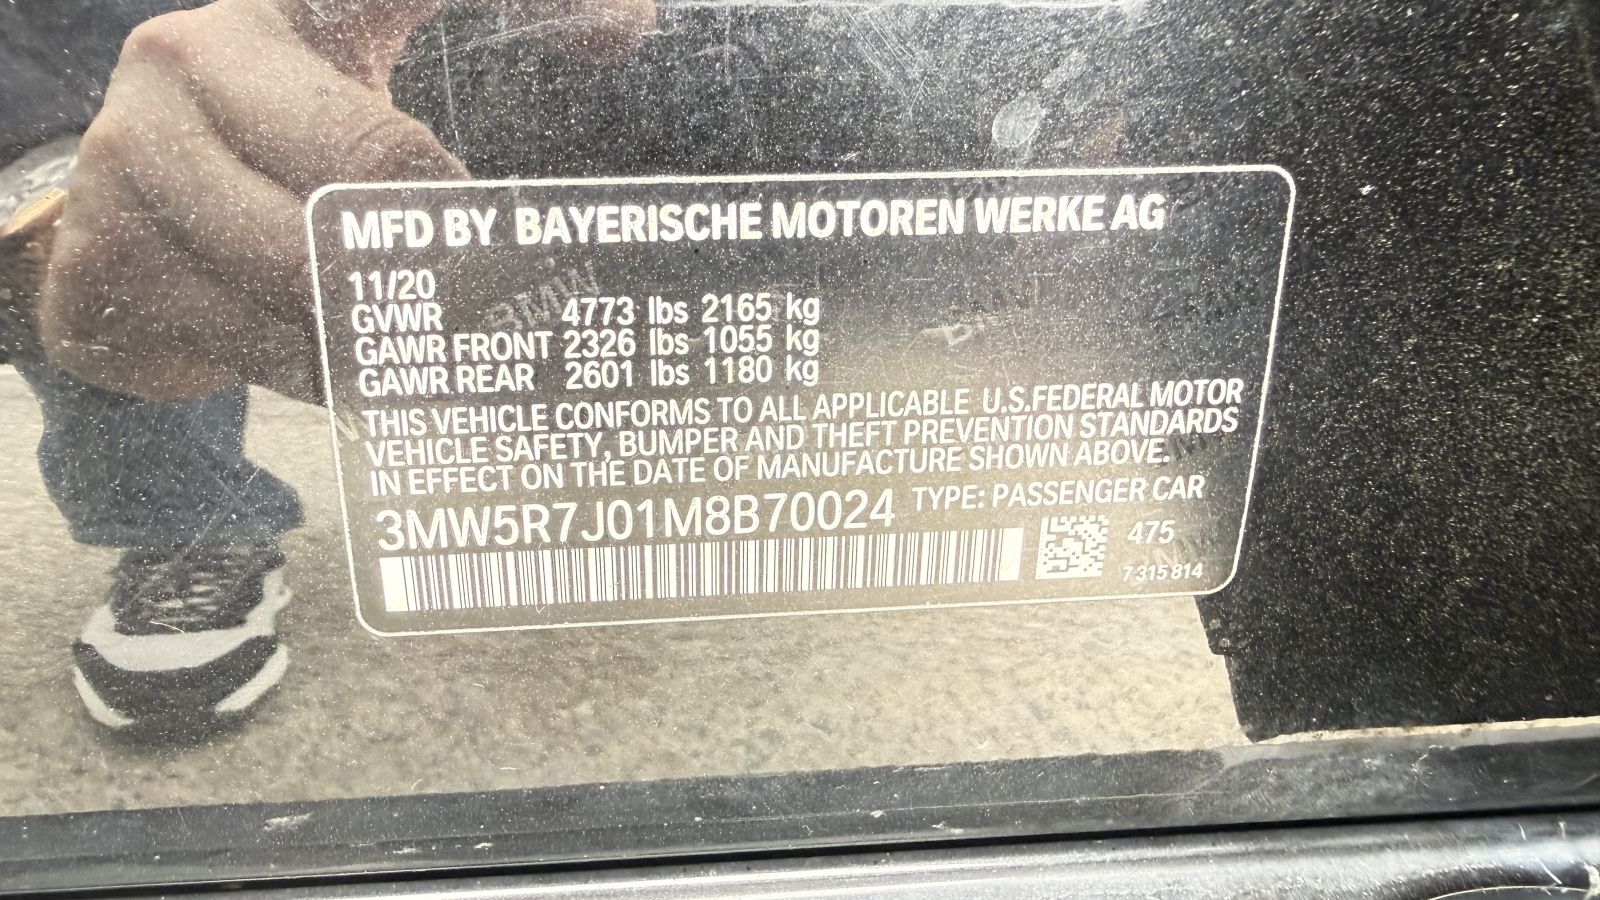 MFD BY BAYERISCHE MOTOREN WERKE AG
11/20
GVWR 4773 lbs 2165 kg
GAWR FRONT 2326 lbs 1055 kg
GAWR REAR 2601 lbs 1180 kg
THIS VEHICLE CONFORMS TO ALL APPLICABLE U.S.FEDERAL MOTOR
VEHICLE SAFETY, BUMPER AND THEFT PREVENTION STANDARDS
IN EFFECT ON THE DATE OF MANUFACTURE SHOWN ABOVE.
3MW5R7J01M8B70024 TYPE: PASSENGER CAR
475
7 315 814
BMW
BMW